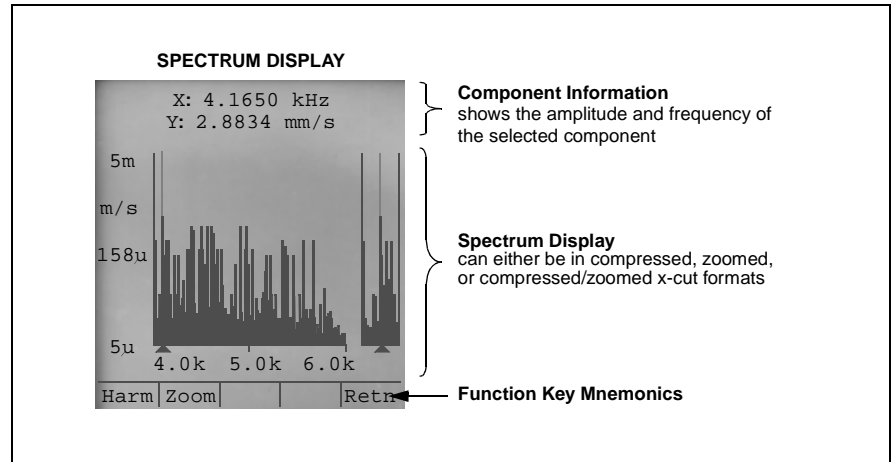 SPECTRUM DISPLAY
X: 4.1650 kHz
Y: 2.8834 mm/s
Component Information
shows the amplitude and frequency of
the selected component
5m
m/s
158µ
5µ
4.0k 5.0k 6.0k
Spectrum Display
can either be in compressed, zoomed,
or compressed/zoomed x-cut formats
Harm Zoom Retn
Function Key Mnemonics